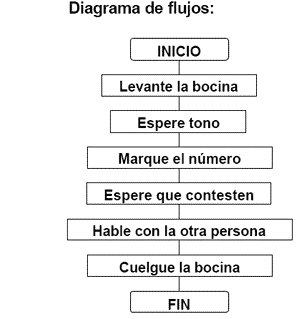 Diagrama de flujos:
INICIO
Levante la bocina
Espere tono
Marque el número
Espere que contesten
Hable con la otra persona
Cuelgue la bocina
FIN